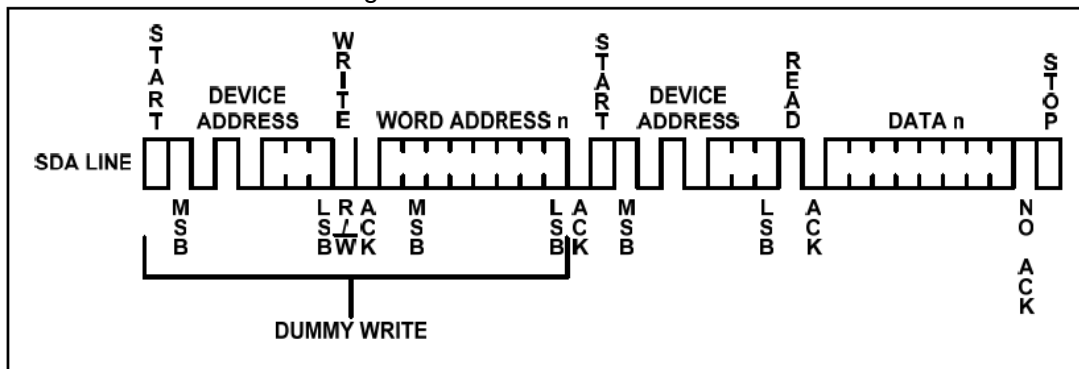 START
WRITE
START
READ
STOP
DEVICE
ADDRESS
WORD ADDRESS n
DEVICE
ADDRESS
DATA n
SDA LINE
MSB
LSB
R/W
ACK
MSB
LSB
ACK
MSB
LSB
ACK
NO ACK
DUMMY WRITE